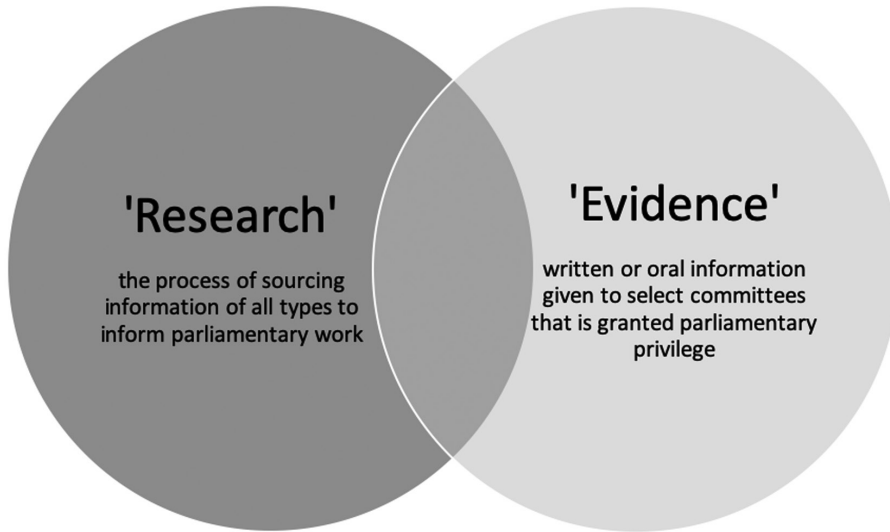 'Research'
the process of sourcing
information of all types to
inform parliamentary work
'Evidence'
written or oral information
given to select committees
that is granted parliamentary
privilege